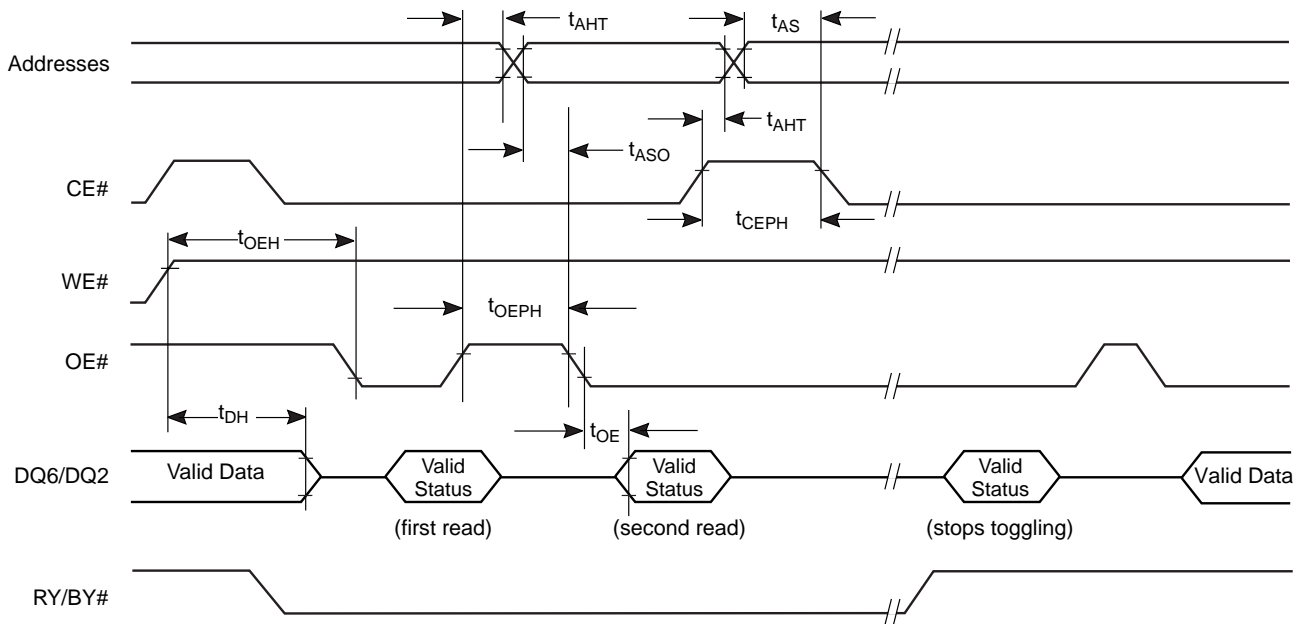 tAHT
tAS
Addresses
tAHT
tASO
CE#
tCEPH
tOEH
WE#
tOEPH
OE#
tDH
tOE
DQ6/DQ2
Valid Data
Valid
Status
Valid
Status
Valid
Status
Valid Data
(first read)
(second read)
(stops toggling)
RY/BY#